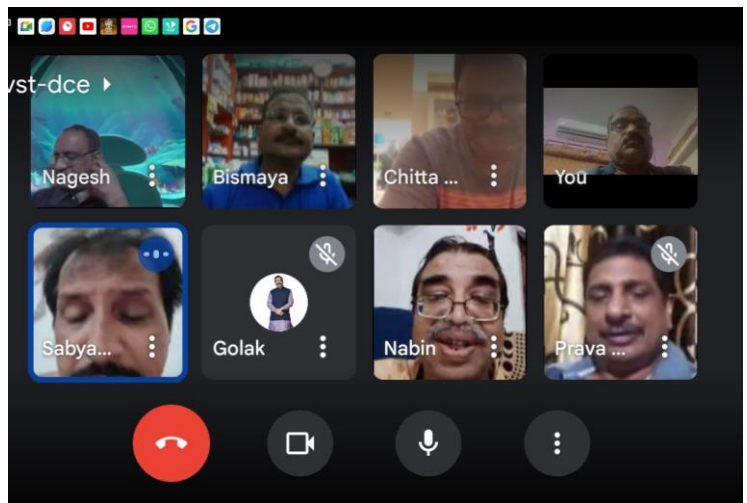 vst-dce
Nagesh
Bismaya
Chitta ...
You
Sabya...
Golak
Nabin
Prava ...